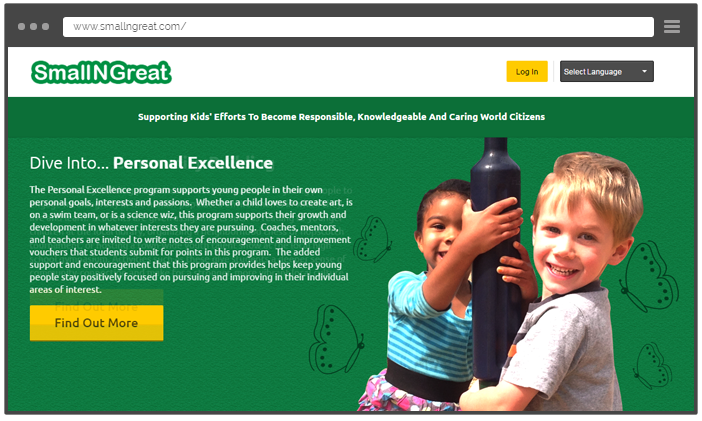 www.smallngreat.com/
SmallNGreat
Log In
Select Language
Supporting Kids' Efforts To Become Responsible, Knowledgeable And Caring World Citizens
Dive Into... Personal Excellence
The Personal Excellence program supports young people in their own
personal goals, interests and passions. Whether a child loves to create art, is
on a swim team, or is a science wiz, this program supports their growth and
development in whatever interests they are pursuing. Coaches, mentors,
and teachers are invited to write notes of encouragement and improvement
vouchers that students submit for points in this program. The added
support and encouragement that this program provides helps keep young
people stay positively focused on pursuing and improving in their individual
areas of interest.
Find Out More
Find Out More